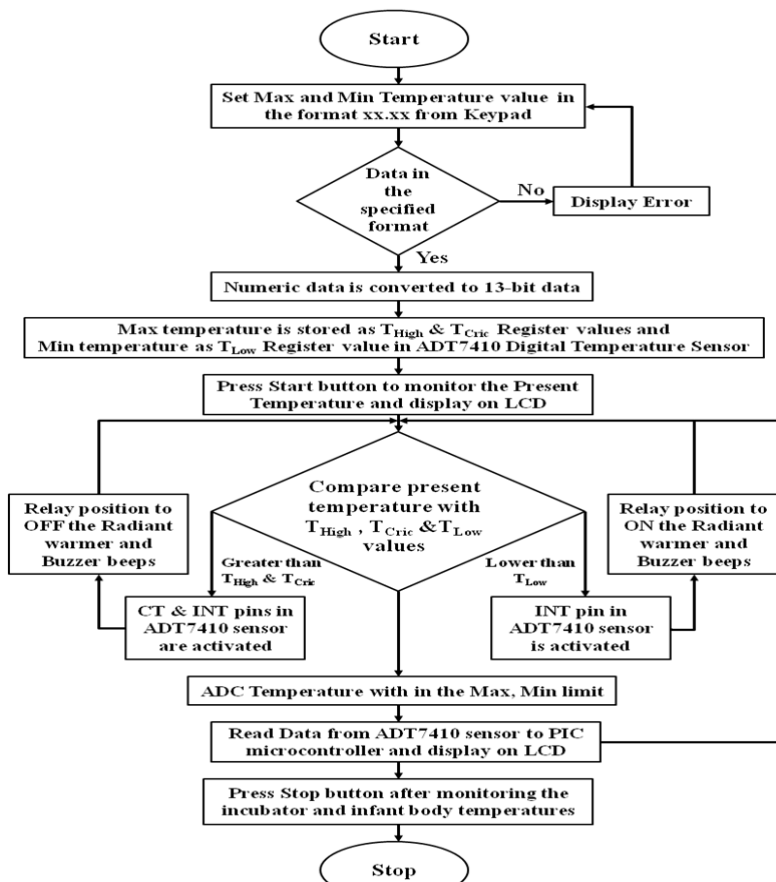 Start
Set Max and Min Temperature value in
the format xx.xx from Keypad
Data in
the
specified
format
No
Display Error
Yes
Numeric data is converted to 13-bit data
Max temperature is stored as THigh & TCric Register values and
Min temperature as TLow Register value in ADT7410 Digital Temperature Sensor
Press Start button to monitor the Present
Temperature and display on LCD
Compare present
temperature with
THigh , TCric &TLow
values
Relay position to
OFF the Radiant
warmer and
Buzzer beeps
Relay position to
ON the Radiant
warmer and
Buzzer beeps
Greater than
THigh & TCric
Lower than
TLow
CT & INT pins in
ADT7410 sensor
are activated
INT pin in
ADT7410 sensor
is activated
ADC Temperature with in the Max, Min limit
Read Data from ADT7410 sensor to PIC
microcontroller and display on LCD
Press Stop button after monitoring the
incubator and infant body temperatures
Stop